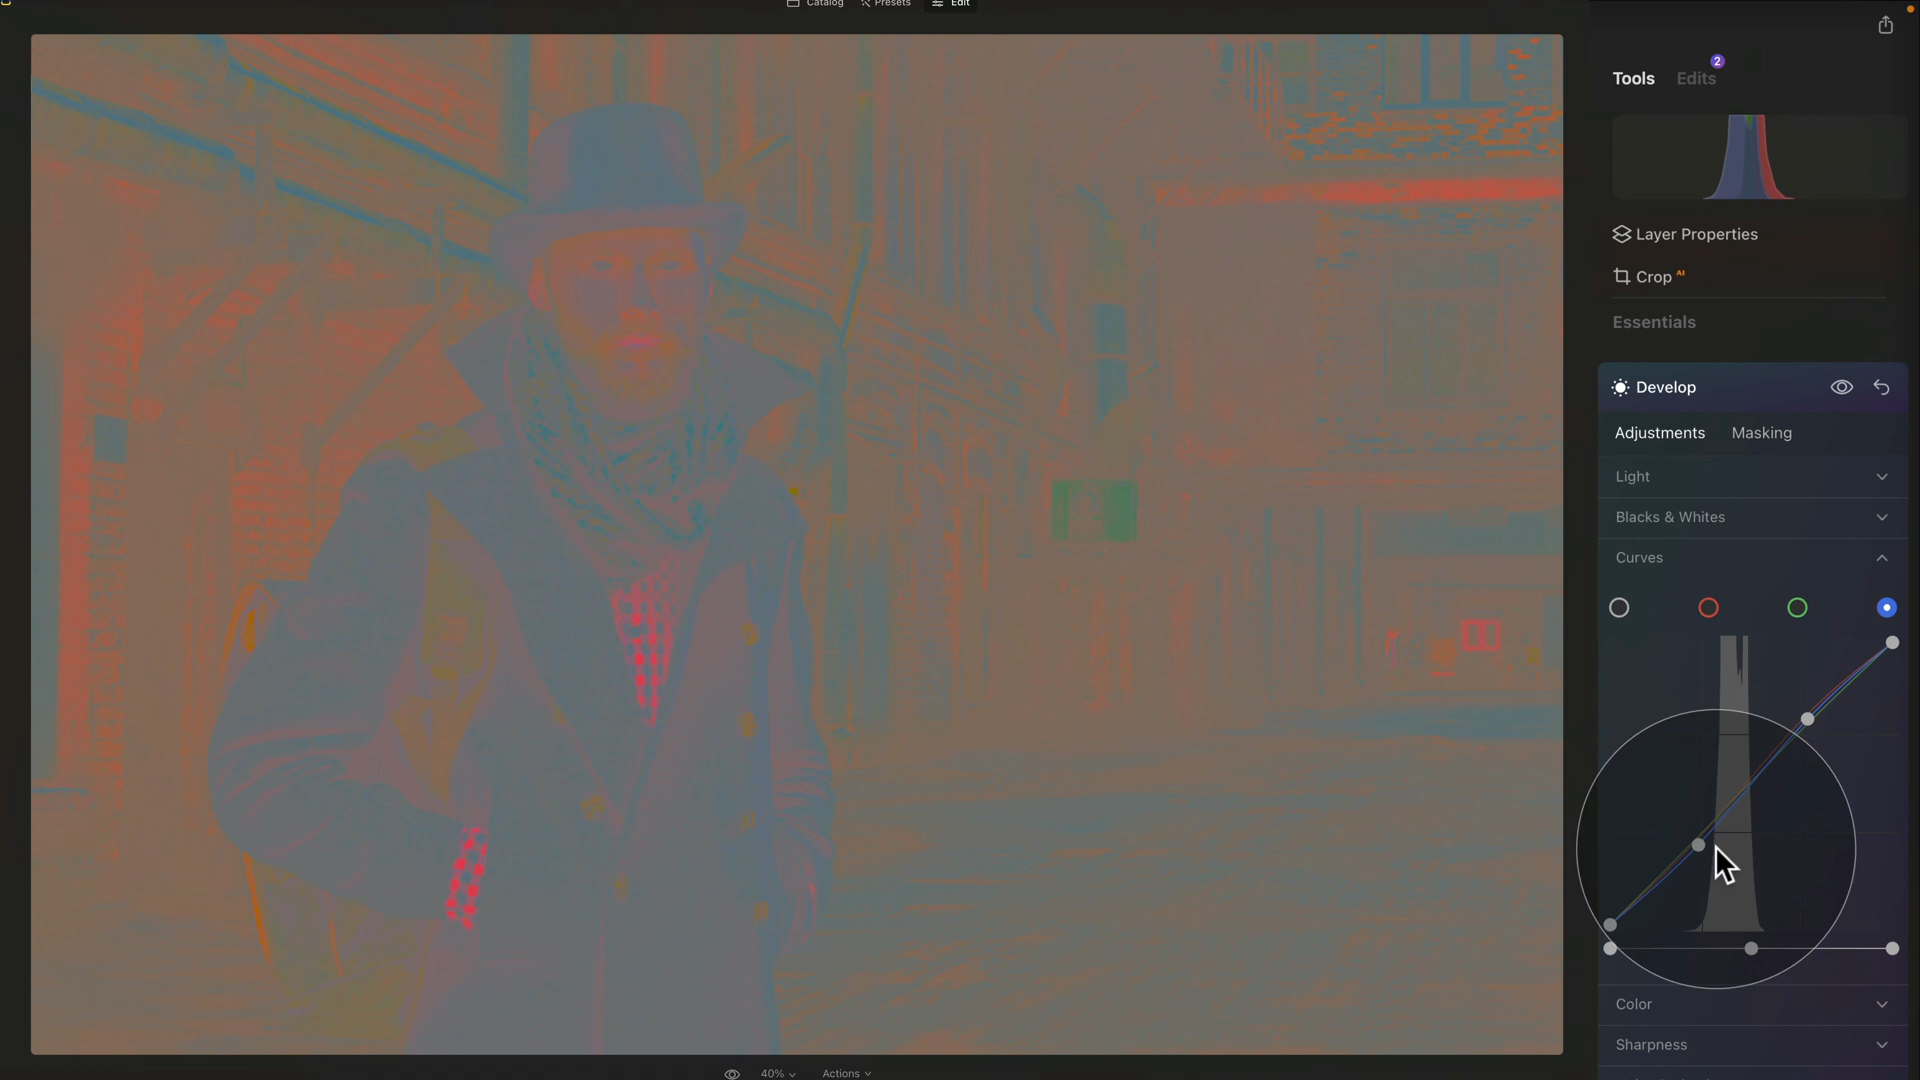 Catalog Presets Edit
Tools Edits 2
Layer Properties
Crop AI
Essentials
Develop
Adjustments Masking
Light
Blacks & Whites
Curves
Color
Sharpness
40% Actions